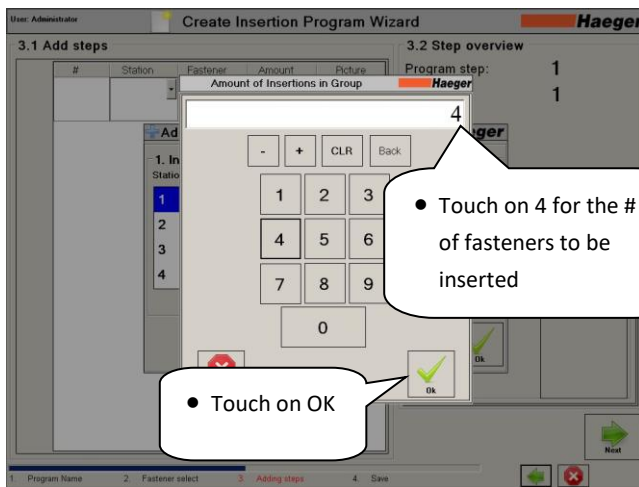 User: Administrator
Create Insertion Program Wizard
Haeger
3.1 Add steps
3.2 Step overview
# Station Fastener Amount Picture
Program step: 1
1
Amount of Insertions in Group
Haeger
4
- + CLR Back
Ad
ger
1. In
Statio
1
2
3
4
1 2 3
4 5 6
7 8 9
0
• Touch on 4 for the #
of fasteners to be
inserted
Ok
Ok
• Touch on OK
Next
1. Program Name 2. Fastener select 3. Adding steps 4. Save